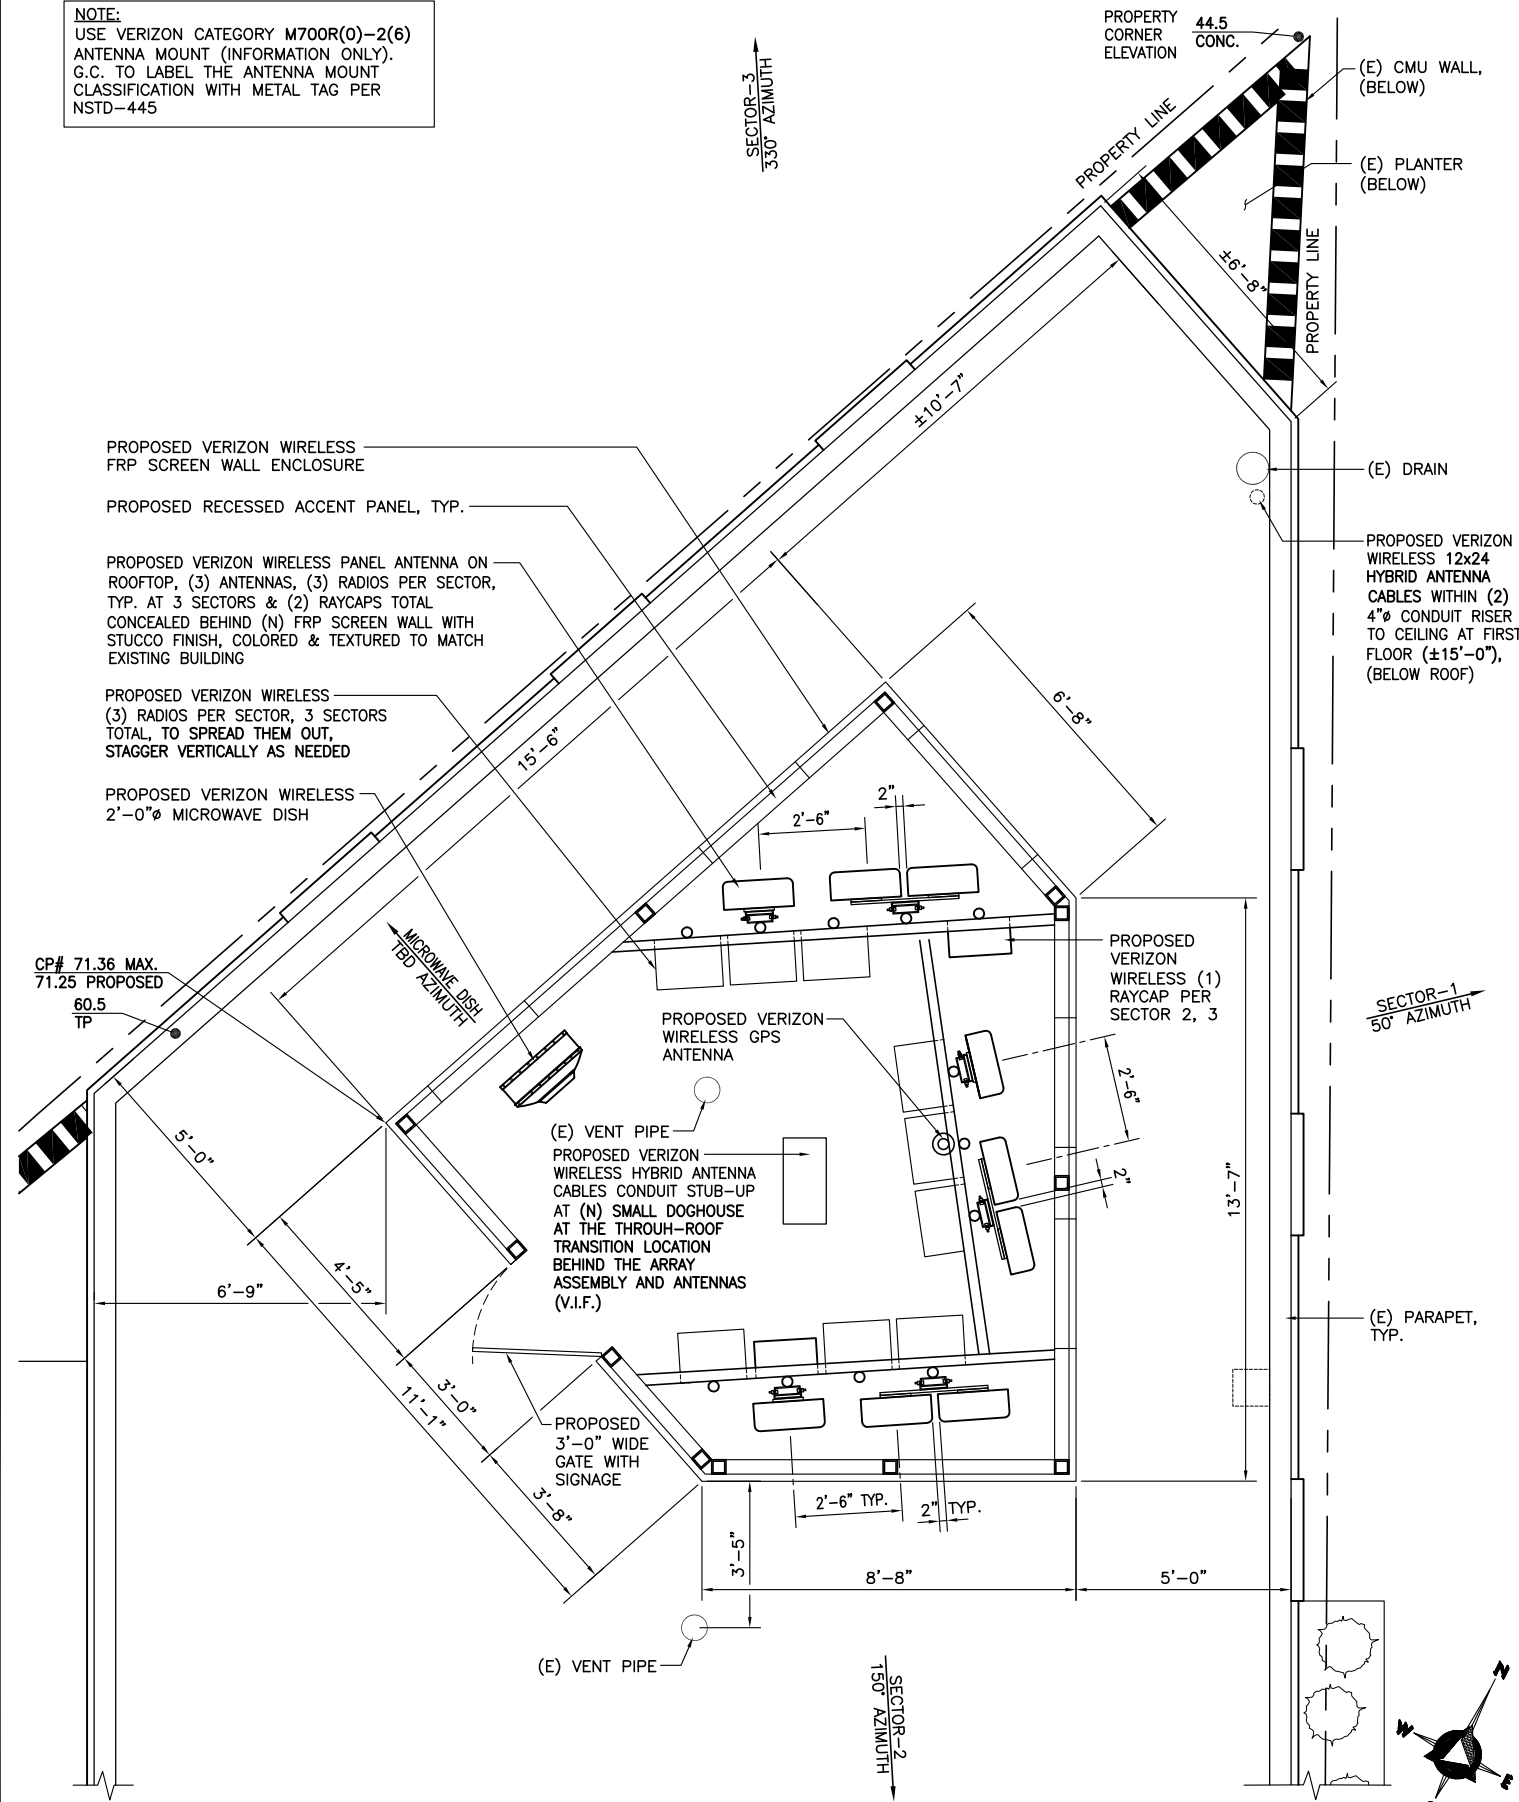 NOTE:
USE VERIZON CATEGORY M700R(0)-2(6)
ANTENNA MOUNT (INFORMATION ONLY).
G.C. TO LABEL THE ANTENNA MOUNT
CLASSIFICATION WITH METAL TAG PER
NSTD-445
SECTOR-3
330° AZIMUTH
PROPERTY
CORNER
ELEVATION
44.5
CONC.
(E) CMU WALL,
(BELOW)
PROPERTY LINE
(E) PLANTER
(BELOW)
PROPERTY LINE
±6'-8"
±10'-7"
PROPOSED VERIZON WIRELESS
FRP SCREEN WALL ENCLOSURE
(E) DRAIN
PROPOSED RECESSED ACCENT PANEL, TYP.
PROPOSED VERIZON
WIRELESS 12x24
HYBRID ANTENNA
CABLES WITHIN (2)
4"ø CONDUIT RISER
TO CEILING AT FIRST
FLOOR (±15'-0"),
(BELOW ROOF)
PROPOSED VERIZON WIRELESS PANEL ANTENNA ON
ROOFTOP, (3) ANTENNAS, (3) RADIOS PER SECTOR,
TYP. AT 3 SECTORS & (2) RAYCAPS TOTAL
CONCEALED BEHIND (N) FRP SCREEN WALL WITH
STUCCO FINISH, COLORED & TEXTURED TO MATCH
EXISTING BUILDING
PROPOSED VERIZON WIRELESS
(3) RADIOS PER SECTOR, 3 SECTORS
TOTAL, TO SPREAD THEM OUT,
STAGGER VERTICALLY AS NEEDED
6'-8"
15'-6"
PROPOSED VERIZON WIRELESS
2'-0"ø MICROWAVE DISH
2"
2'-6"
MICROWAVE DISH
TBD AZIMUTH
PROPOSED
VERIZON
WIRELESS (1)
RAYCAP PER
SECTOR 2, 3
CP# 71.36 MAX.
71.25 PROPOSED
60.5
TP
SECTOR-1
50° AZIMUTH
PROPOSED VERIZON
WIRELESS GPS
ANTENNA
2'-6"
(E) VENT PIPE
PROPOSED VERIZON
WIRELESS HYBRID ANTENNA
CABLES CONDUIT STUB-UP
AT (N) SMALL DOGHOUSE
AT THE THROUH-ROOF
TRANSITION LOCATION
BEHIND THE ARRAY
ASSEMBLY AND ANTENNAS
(V.I.F.)
5'-0"
2"
13'-7"
4'-5"
6'-9"
(E) PARAPET,
TYP.
3'-0"
11'-1"
PROPOSED
3'-0" WIDE
GATE WITH
SIGNAGE
3'-8"
2'-6" TYP.
2" TYP.
3'-5"
8'-8"
5'-0"
(E) VENT PIPE
SECTOR-2
150° AZIMUTH
N
W
E